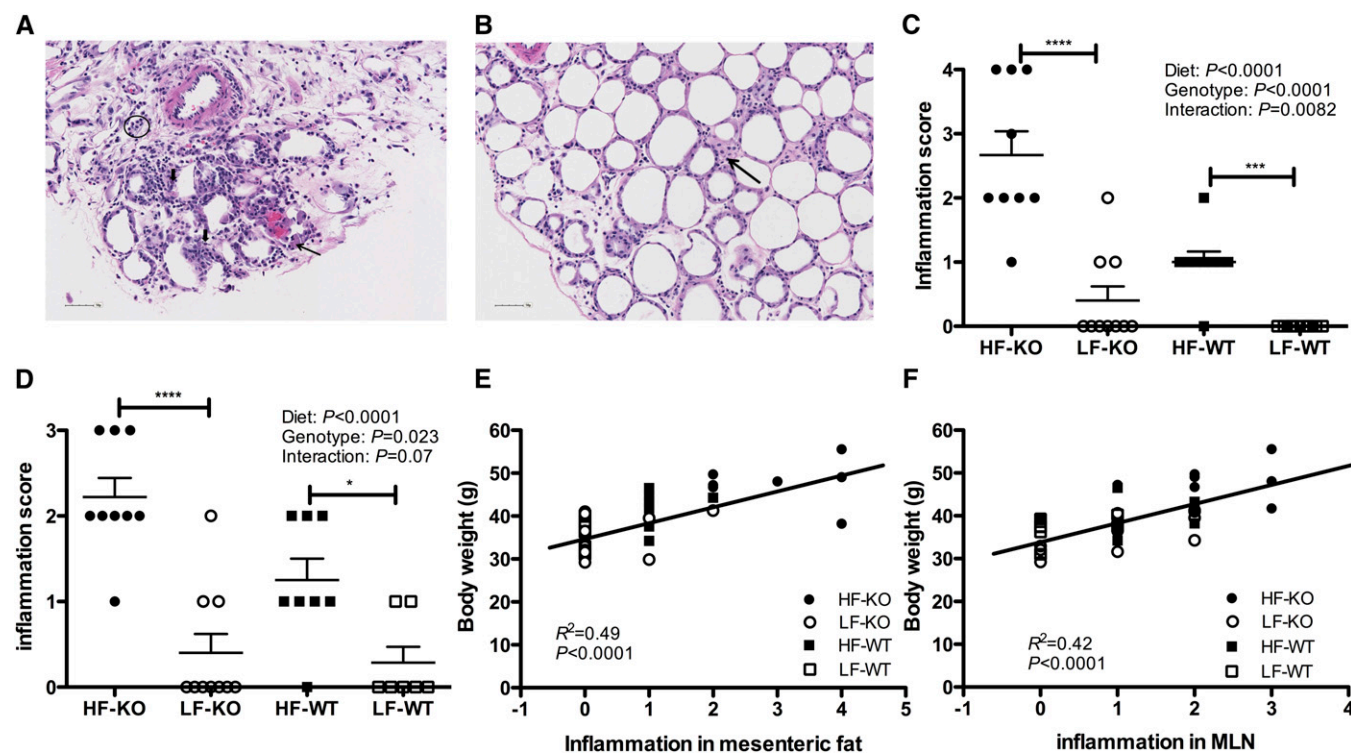 A
B
C
****
Diet: P<0.0001
Genotype: P<0.0001
Interaction: P=0.0082
***
Inflammation score
4
3
2
1
0
HF-KO LF-KO HF-WT LF-WT
D
****
Diet: P<0.0001
Genotype: P=0.023
Interaction: P=0.07
*
inflammation score
3
2
1
0
HF-KO LF-KO HF-WT LF-WT
E
Body weight (g)
60
50
40
30
20
10
0
-1 0 1 2 3 4 5
R²=0.49
P<0.0001
HF-KO
LF-KO
HF-WT
LF-WT
Inflammation in mesenteric fat
F
Body weight (g)
60
50
40
30
20
10
0
-1 0 1 2 3 4
R²=0.42
P<0.0001
HF-KO
LF-KO
HF-WT
LF-WT
inflammation in MLN